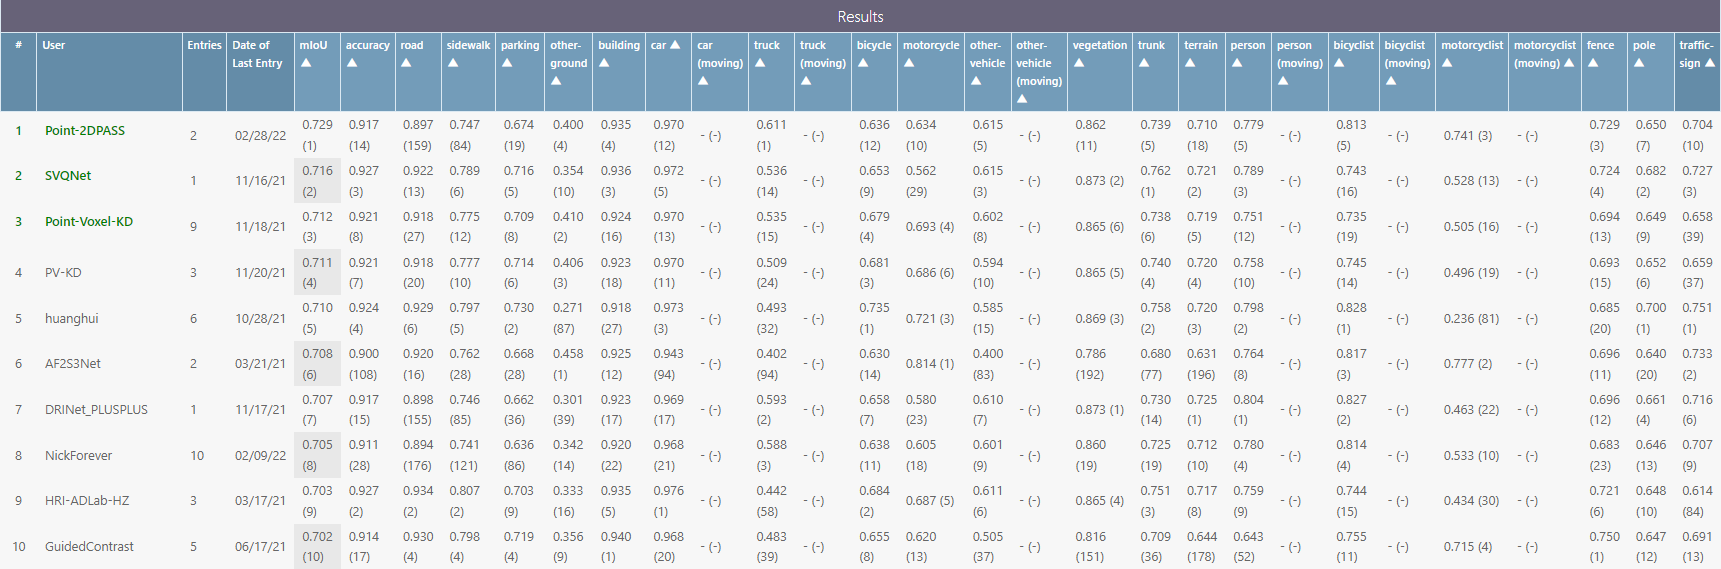 Results
# User Entries Date of Last Entry mIoU ▲ accuracy ▲ road ▲ sidewalk ▲ parking ▲ other-ground ▲ building ▲ car ▲ car (moving) ▲ truck ▲ truck (moving) ▲ bicycle ▲ motorcycle ▲ other-vehicle ▲ other-vehicle (moving) ▲ vegetation ▲ trunk ▲ terrain ▲ person ▲ person (moving) ▲ bicyclist ▲ bicyclist (moving) ▲ motorcyclist ▲ motorcyclist (moving) ▲ fence ▲ pole ▲ traffic-sign ▲
1 Point-2DPASS 2 02/28/22 0.729 (1) 0.917 (14) 0.897 (159) 0.747 (84) 0.674 (19) 0.400 (4) 0.935 (4) 0.970 (12) - (-) 0.611 (1) - (-) 0.636 (12) 0.634 (10) 0.615 (5) - (-) 0.862 (11) 0.739 (5) 0.710 (18) 0.779 (5) - (-) 0.813 (5) - (-) 0.741 (3) - (-) 0.729 (3) 0.650 (7) 0.704 (10)
2 SVQNet 1 11/16/21 0.716 (2) 0.927 (3) 0.922 (13) 0.789 (6) 0.716 (5) 0.354 (10) 0.936 (3) 0.972 (5) - (-) 0.536 (14) - (-) 0.653 (9) 0.562 (29) 0.615 (3) - (-) 0.873 (2) 0.762 (1) 0.721 (2) 0.789 (3) - (-) 0.743 (16) - (-) 0.528 (13) - (-) 0.724 (4) 0.682 (2) 0.727 (3)
3 Point-Voxel-KD 9 11/18/21 0.712 (3) 0.921 (8) 0.918 (27) 0.775 (12) 0.709 (8) 0.410 (2) 0.924 (16) 0.970 (13) - (-) 0.535 (15) - (-) 0.679 (4) 0.693 (4) 0.602 (8) - (-) 0.865 (6) 0.738 (6) 0.719 (5) 0.751 (12) - (-) 0.735 (19) - (-) 0.505 (16) - (-) 0.694 (13) 0.649 (9) 0.658 (39)
4 PV-KD 3 11/20/21 0.711 (4) 0.921 (7) 0.918 (20) 0.777 (10) 0.714 (6) 0.406 (3) 0.923 (18) 0.970 (11) - (-) 0.509 (24) - (-) 0.681 (3) 0.686 (6) 0.594 (10) - (-) 0.865 (5) 0.740 (4) 0.720 (4) 0.758 (10) - (-) 0.745 (14) - (-) 0.496 (19) - (-) 0.693 (15) 0.652 (6) 0.659 (37)
5 huanghui 6 10/28/21 0.710 (5) 0.924 (4) 0.929 (6) 0.797 (5) 0.730 (2) 0.271 (87) 0.918 (27) 0.973 (3) - (-) 0.493 (32) - (-) 0.735 (1) 0.721 (3) 0.585 (15) - (-) 0.869 (3) 0.758 (2) 0.720 (3) 0.798 (2) - (-) 0.828 (1) - (-) 0.236 (81) - (-) 0.685 (20) 0.700 (1) 0.751 (1)
6 AF2S3Net 2 03/21/21 0.708 (6) 0.900 (108) 0.920 (16) 0.762 (28) 0.668 (28) 0.458 (1) 0.925 (12) 0.943 (94) - (-) 0.402 (94) - (-) 0.630 (14) 0.814 (1) 0.400 (83) - (-) 0.786 (192) 0.680 (77) 0.631 (196) 0.764 (8) - (-) 0.817 (3) - (-) 0.777 (2) - (-) 0.696 (11) 0.640 (20) 0.733 (2)
7 DRINet_PLUSPLUS 1 11/17/21 0.707 (7) 0.917 (15) 0.898 (155) 0.746 (85) 0.662 (36) 0.301 (39) 0.923 (17) 0.969 (17) - (-) 0.593 (2) - (-) 0.658 (7) 0.580 (23) 0.610 (7) - (-) 0.873 (1) 0.730 (14) 0.725 (1) 0.804 (1) - (-) 0.827 (2) - (-) 0.463 (22) - (-) 0.696 (12) 0.661 (4) 0.716 (6)
8 NickForever 10 02/09/22 0.705 (8) 0.911 (28) 0.894 (176) 0.741 (121) 0.636 (86) 0.342 (14) 0.920 (22) 0.968 (21) - (-) 0.588 (3) - (-) 0.638 (11) 0.605 (18) 0.601 (9) - (-) 0.860 (19) 0.725 (19) 0.712 (10) 0.780 (4) - (-) 0.814 (4) - (-) 0.533 (10) - (-) 0.683 (23) 0.646 (13) 0.707 (9)
9 HRI-ADLab-HZ 3 03/17/21 0.703 (9) 0.927 (2) 0.934 (2) 0.807 (2) 0.703 (9) 0.333 (16) 0.935 (5) 0.976 (1) - (-) 0.442 (58) - (-) 0.684 (2) 0.687 (5) 0.611 (6) - (-) 0.865 (4) 0.751 (3) 0.717 (8) 0.759 (9) - (-) 0.744 (15) - (-) 0.434 (30) - (-) 0.721 (6) 0.648 (10) 0.614 (84)
10 GuidedContrast 5 06/17/21 0.702 (10) 0.914 (17) 0.930 (4) 0.798 (4) 0.719 (4) 0.356 (9) 0.940 (1) 0.968 (20) - (-) 0.483 (39) - (-) 0.655 (8) 0.620 (13) 0.505 (37) - (-) 0.816 (151) 0.709 (36) 0.644 (178) 0.643 (52) - (-) 0.755 (11) - (-) 0.715 (4) - (-) 0.750 (1) 0.647 (12) 0.691 (13)